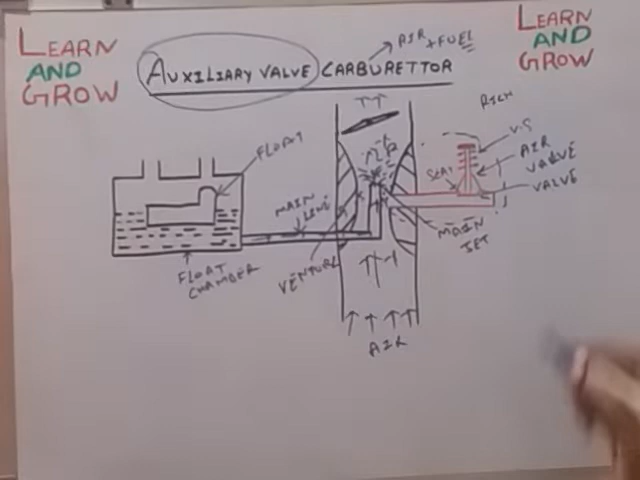 LEARN
AND
GROW
AUXILIARY VALVE CARBURETTOR
AIR + FUEL
LEARN
AND
GROW
RICH
FLOAT
V.S
AIR
VALVE
SEAT
VALVE
MAIN
LINE
MAIN
JET
FLOAT
CHAMBER
VENTURI
AIR